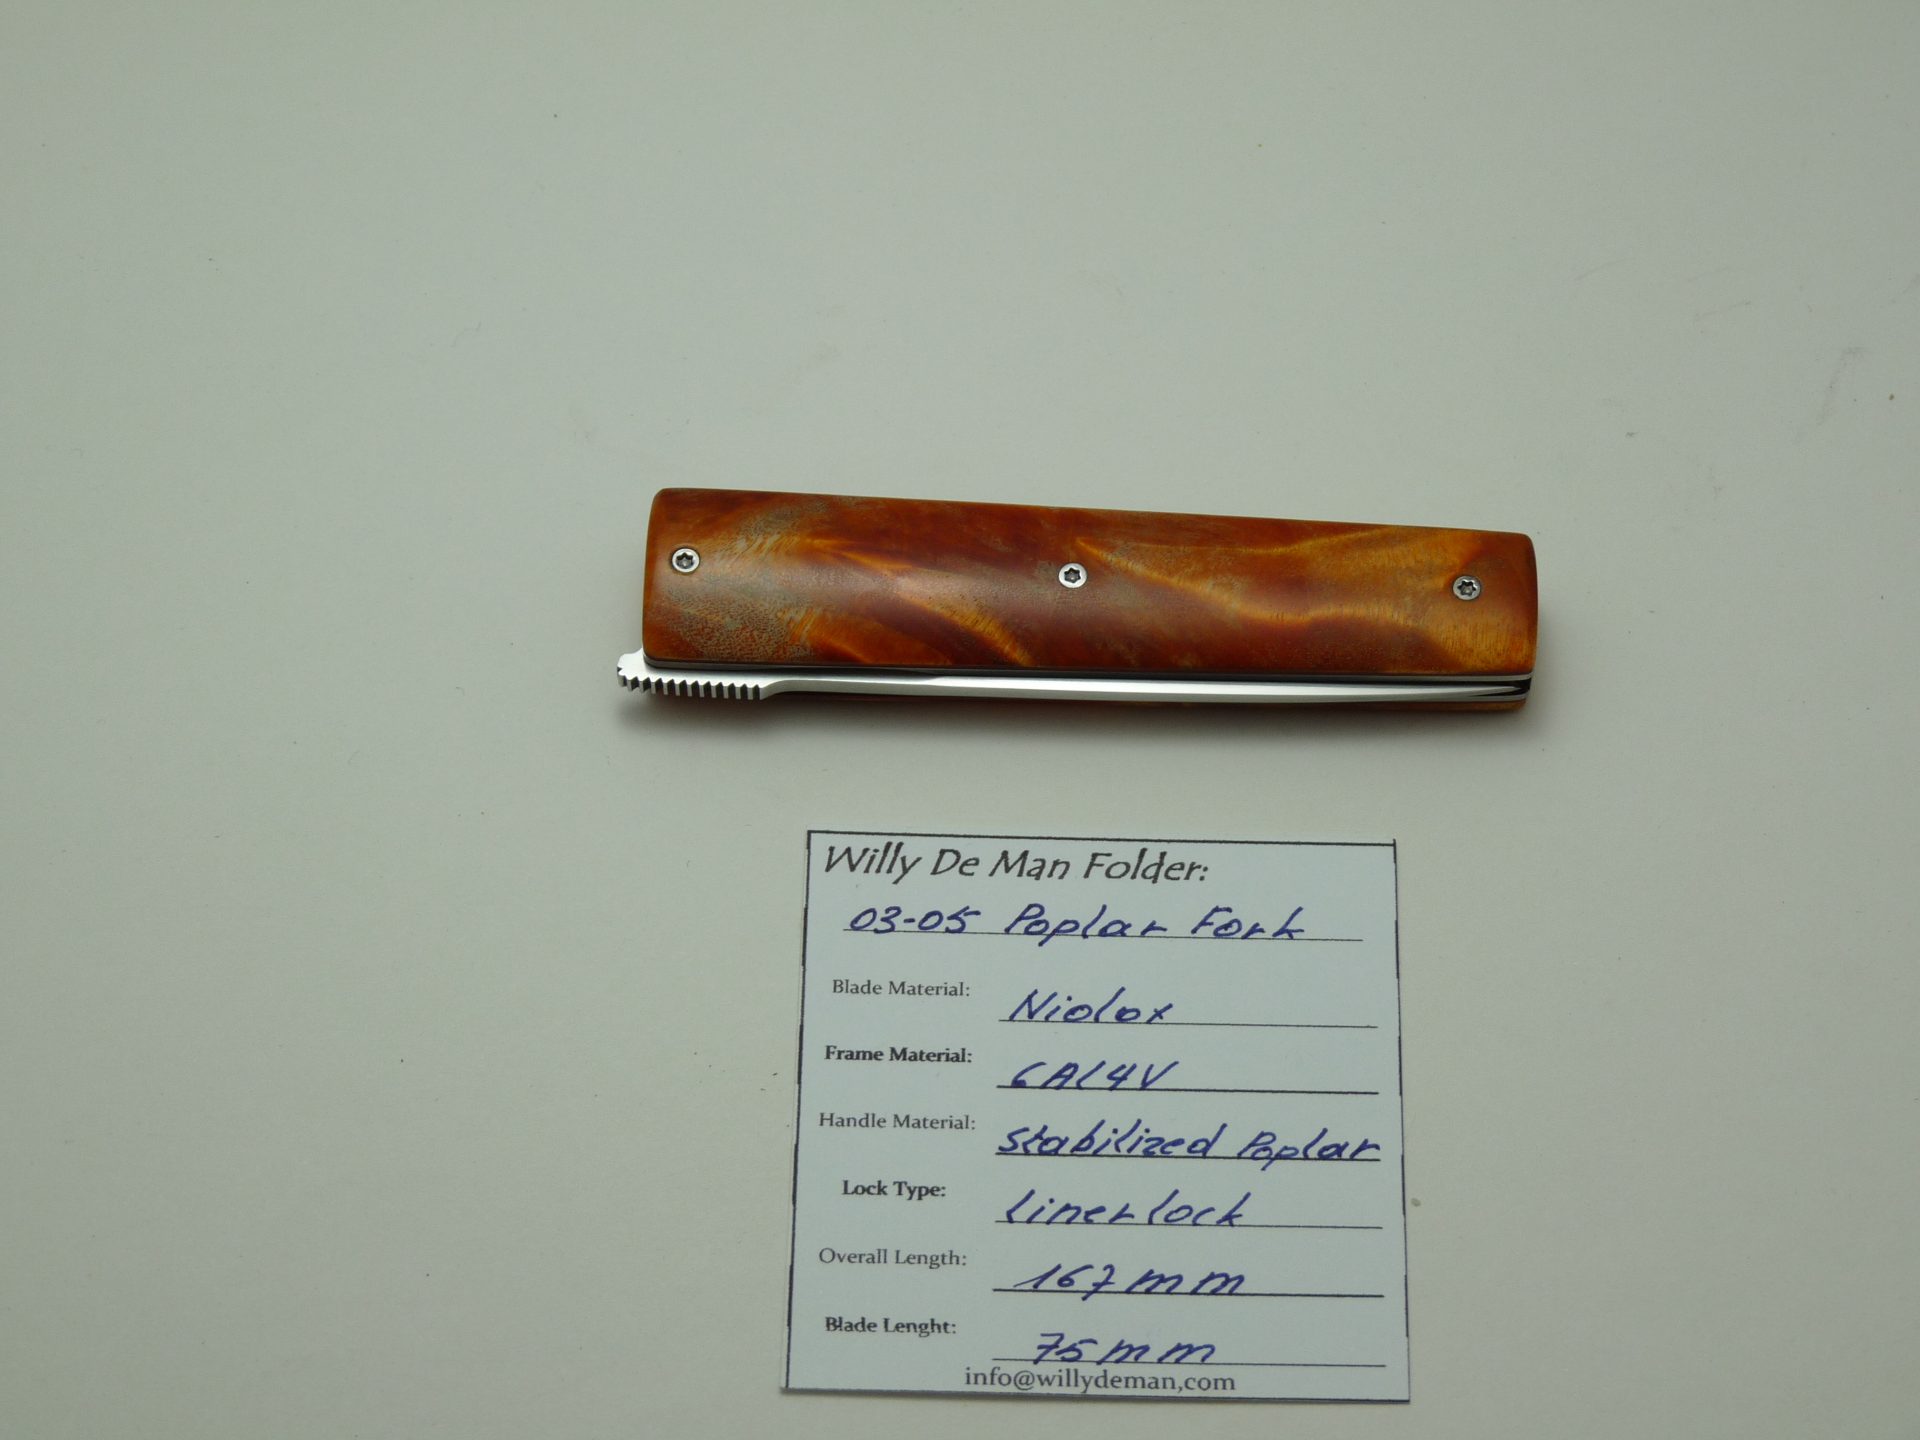 Willy De Man Folder:
03-05 Poplar Fork
Blade Material: Niolox
Frame Material: 6Al4V
Handle Material: Stabilized Poplar
Lock Type: Linerlock
Overall Length: 167mm
Blade Lenght: 75mm
info@willydeman,com